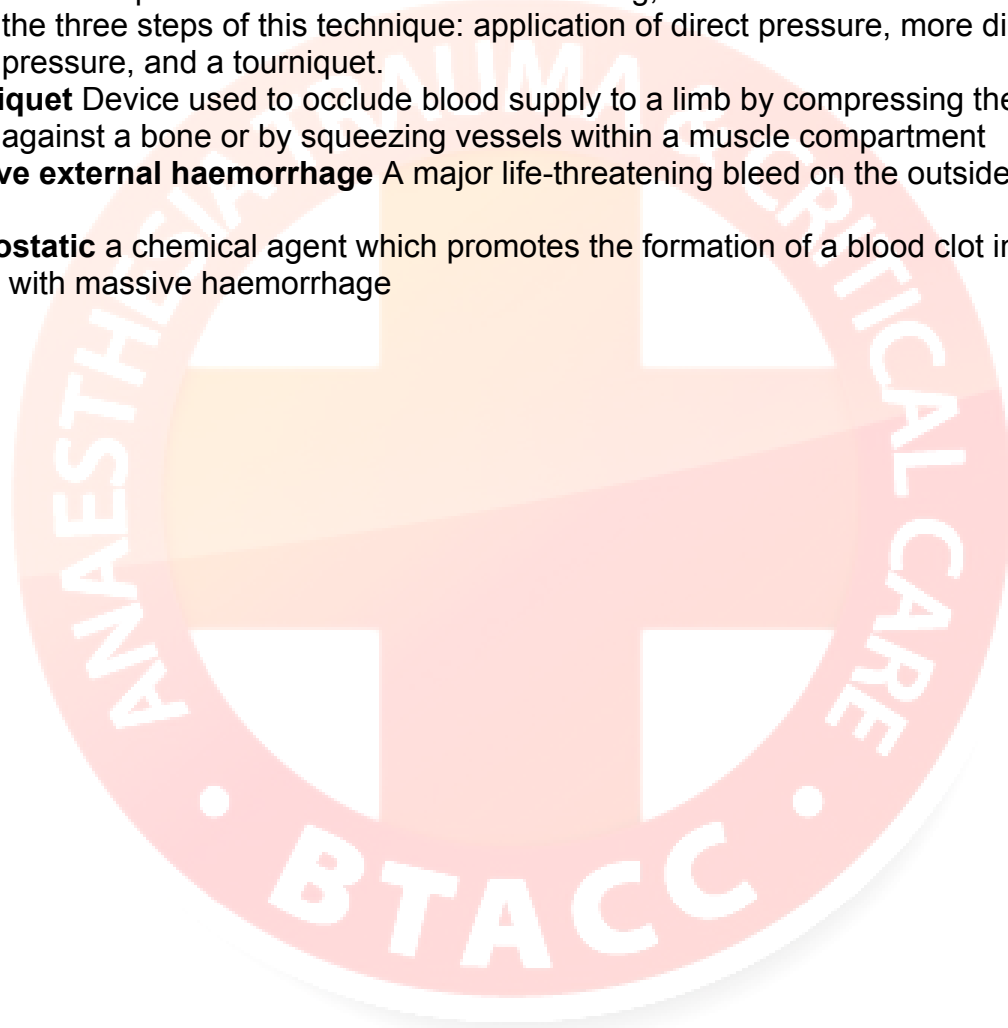 the three steps of this technique: application of direct pressure, more di
pressure, and a tourniquet.
iquet Device used to occlude blood supply to a limb by compressing the
against a bone or by squeezing vessels within a muscle compartment
ve external haemorrhage A major life-threatening bleed on the outside
ostatic a chemical agent which promotes the formation of a blood clot in
with massive haemorrhage
ANAESTHESIA TRAUMA & CRITICAL CARE
• BTACC •